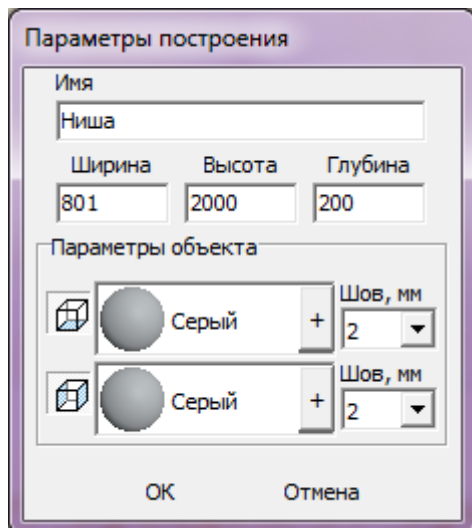 Параметры построения
Имя
Ниша
Ширина Высота Глубина
801 2000 200
Параметры объекта
Шов, мм
Серый + 2
Шов, мм
Серый + 2
ОК Отмена